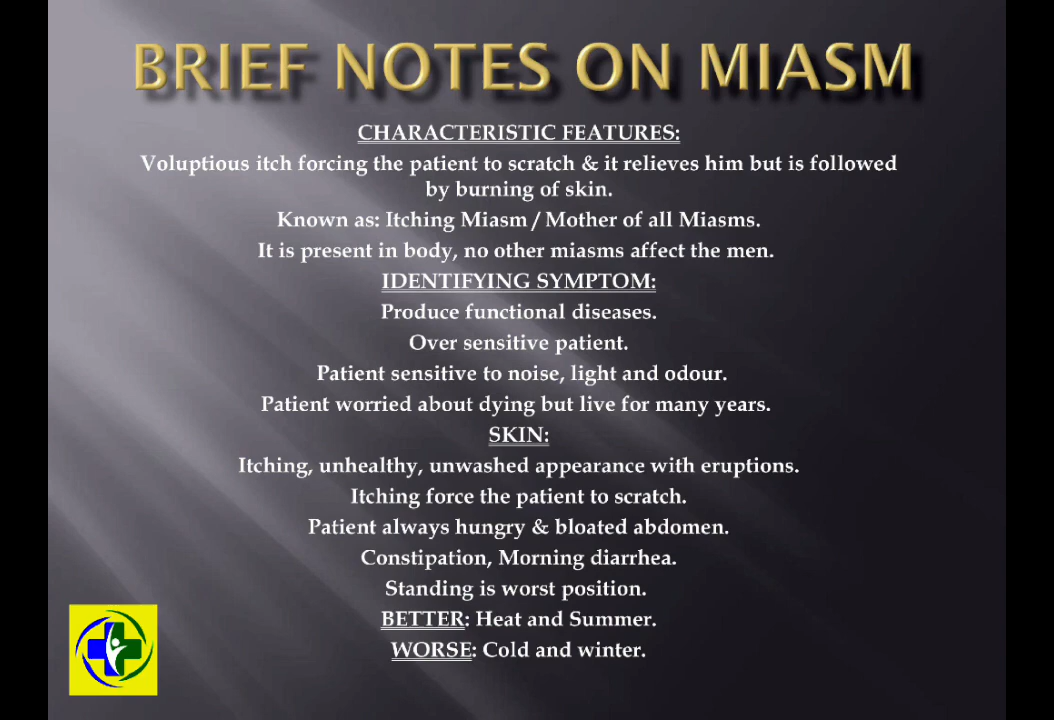 BRIEF NOTES ON MIASM
CHARACTERISTIC FEATURES:
Voluptious itch forcing the patient to scratch & it relieves him but is followed
by burning of skin.
Known as: Itching Miasm / Mother of all Miasms.
It is present in body, no other miasms affect the men.
IDENTIFYING SYMPTOM:
Produce functional diseases.
Over sensitive patient.
Patient sensitive to noise, light and odour.
Patient worried about dying but live for many years.
SKIN:
Itching, unhealthy, unwashed appearance with eruptions.
Itching force the patient to scratch.
Patient always hungry & bloated abdomen.
Constipation, Morning diarrhea.
Standing is worst position.
BETTER: Heat and Summer.
WORSE: Cold and winter.